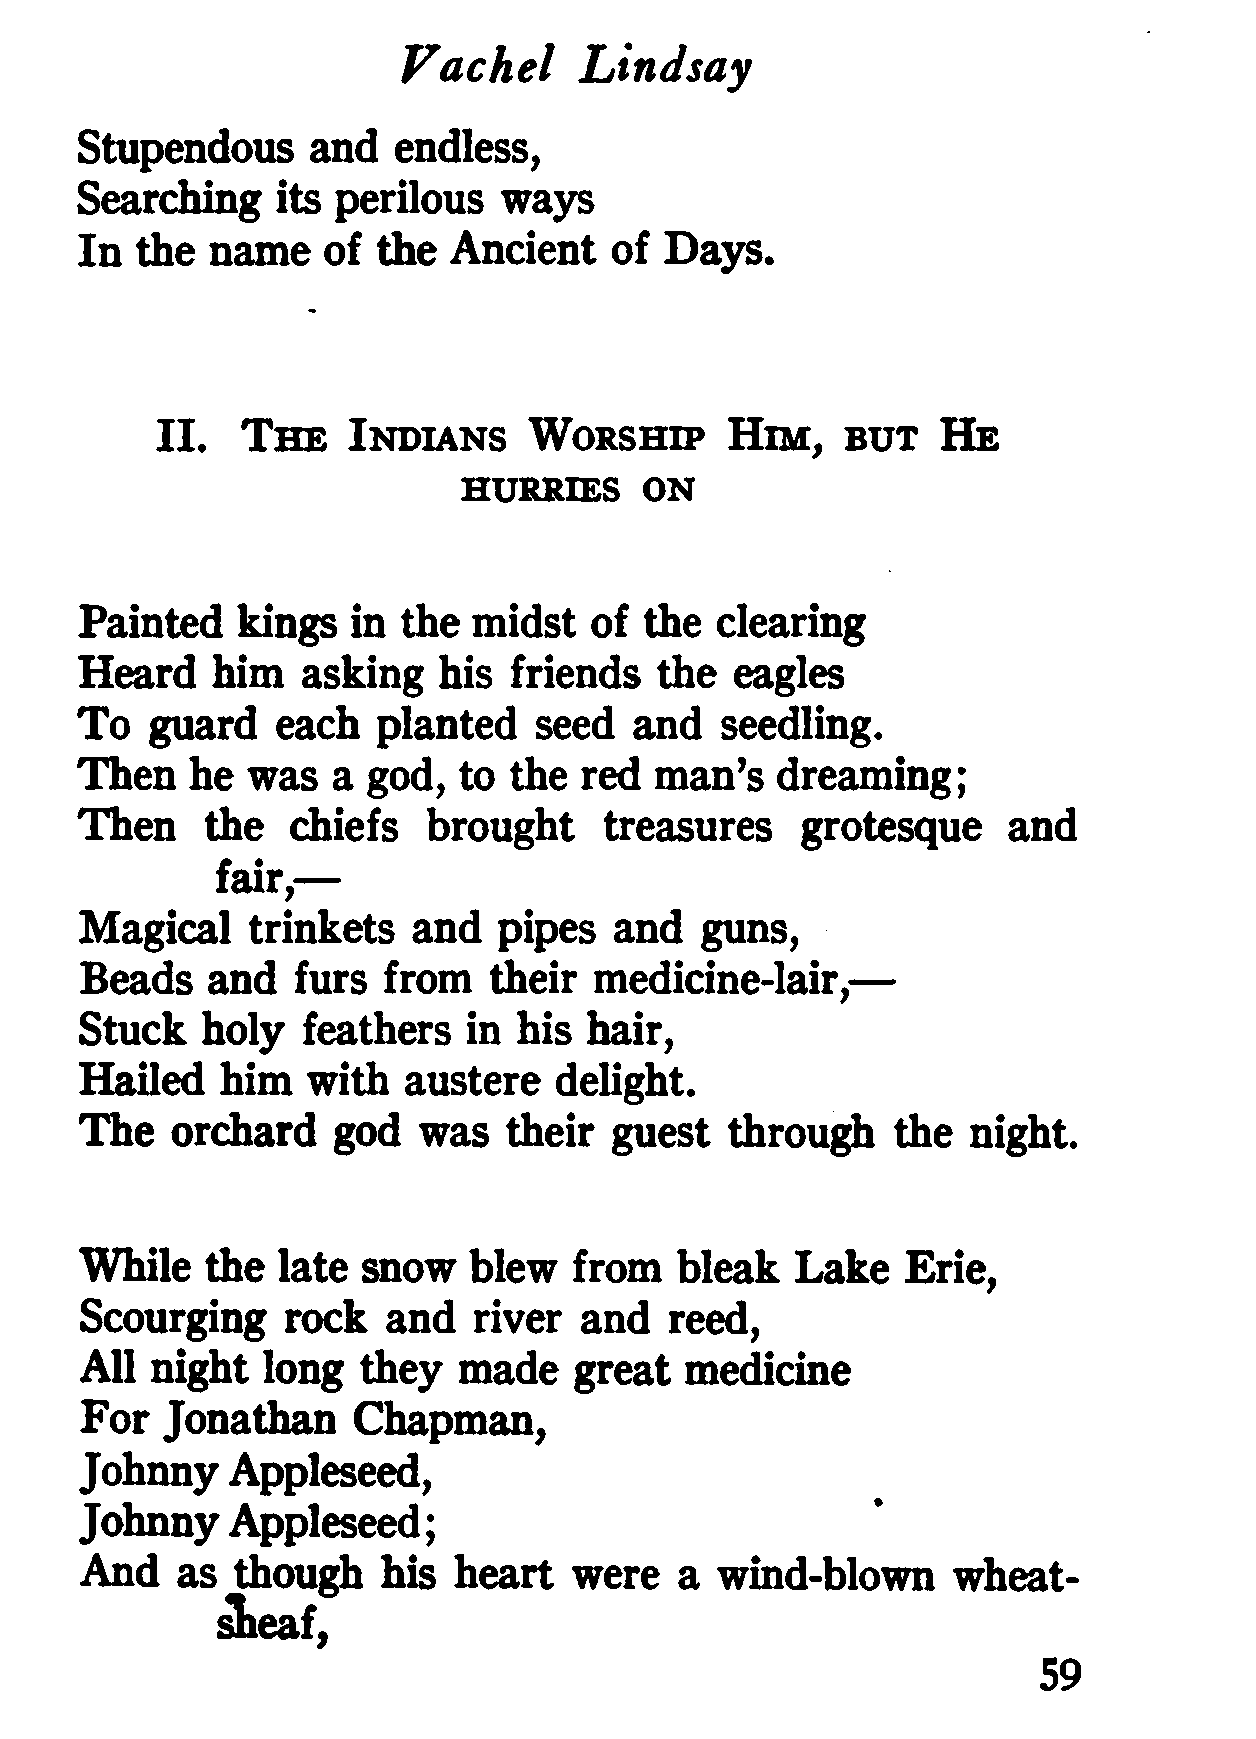 Vachel Lindsay
Stupendous and endless,
Searching its perilous ways
In the name of the Ancient of Days.
II. The Indians Worship Him, but He
hurries on
Painted kings in the midst of the clearing
Heard him asking his friends the eagles
To guard each planted seed and seedling.
Then he was a god, to the red man's dreaming;
Then the chiefs brought treasures grotesque and
fair,—
Magical trinkets and pipes and guns,
Beads and furs from their medicine-lair,—
Stuck holy feathers in his hair,
Hailed him with austere delight.
The orchard god was their guest through the night.
While the late snow blew from bleak Lake Erie,
Scourging rock and river and reed,
All night long they made great medicine
For Jonathan Chapman,
Johnny Appleseed,
Johnny Appleseed;
And as though his heart were a wind-blown wheat-
sheaf,
59